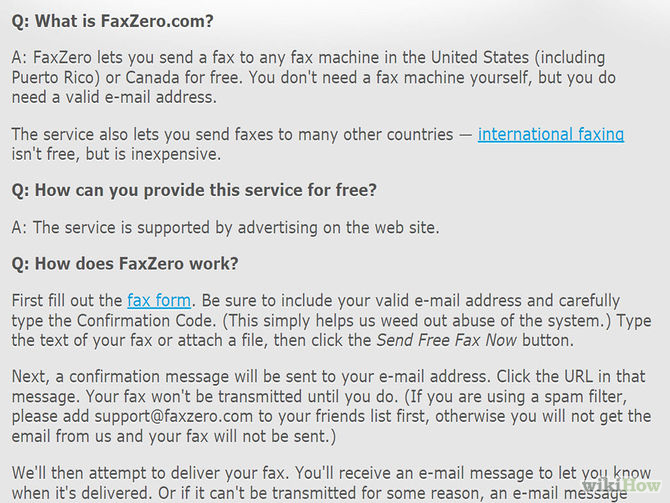 Q: What is FaxZero.com?
A: FaxZero lets you send a fax to any fax machine in the United States (including
Puerto Rico) or Canada for free. You don't need a fax machine yourself, but you do
need a valid e-mail address.
The service also lets you send faxes to many other countries — international faxing
isn't free, but is inexpensive.
Q: How can you provide this service for free?
A: The service is supported by advertising on the web site.
Q: How does FaxZero work?
First fill out the fax form. Be sure to include your valid e-mail address and carefully
type the Confirmation Code. (This simply helps us weed out abuse of the system.) Type
the text of your fax or attach a file, then click the Send Free Fax Now button.
Next, a confirmation message will be sent to your e-mail address. Click the URL in that
message. Your fax won't be transmitted until you do. (If you are using a spam filter,
please add support@faxzero.com to your friends list first, otherwise you will not get the
email from us and your fax will not be sent.)
We'll then attempt to deliver your fax. You'll receive an e-mail message to let you know
when it's delivered. Or if it can't be transmitted for some reason, an e-mail message
wikiHow